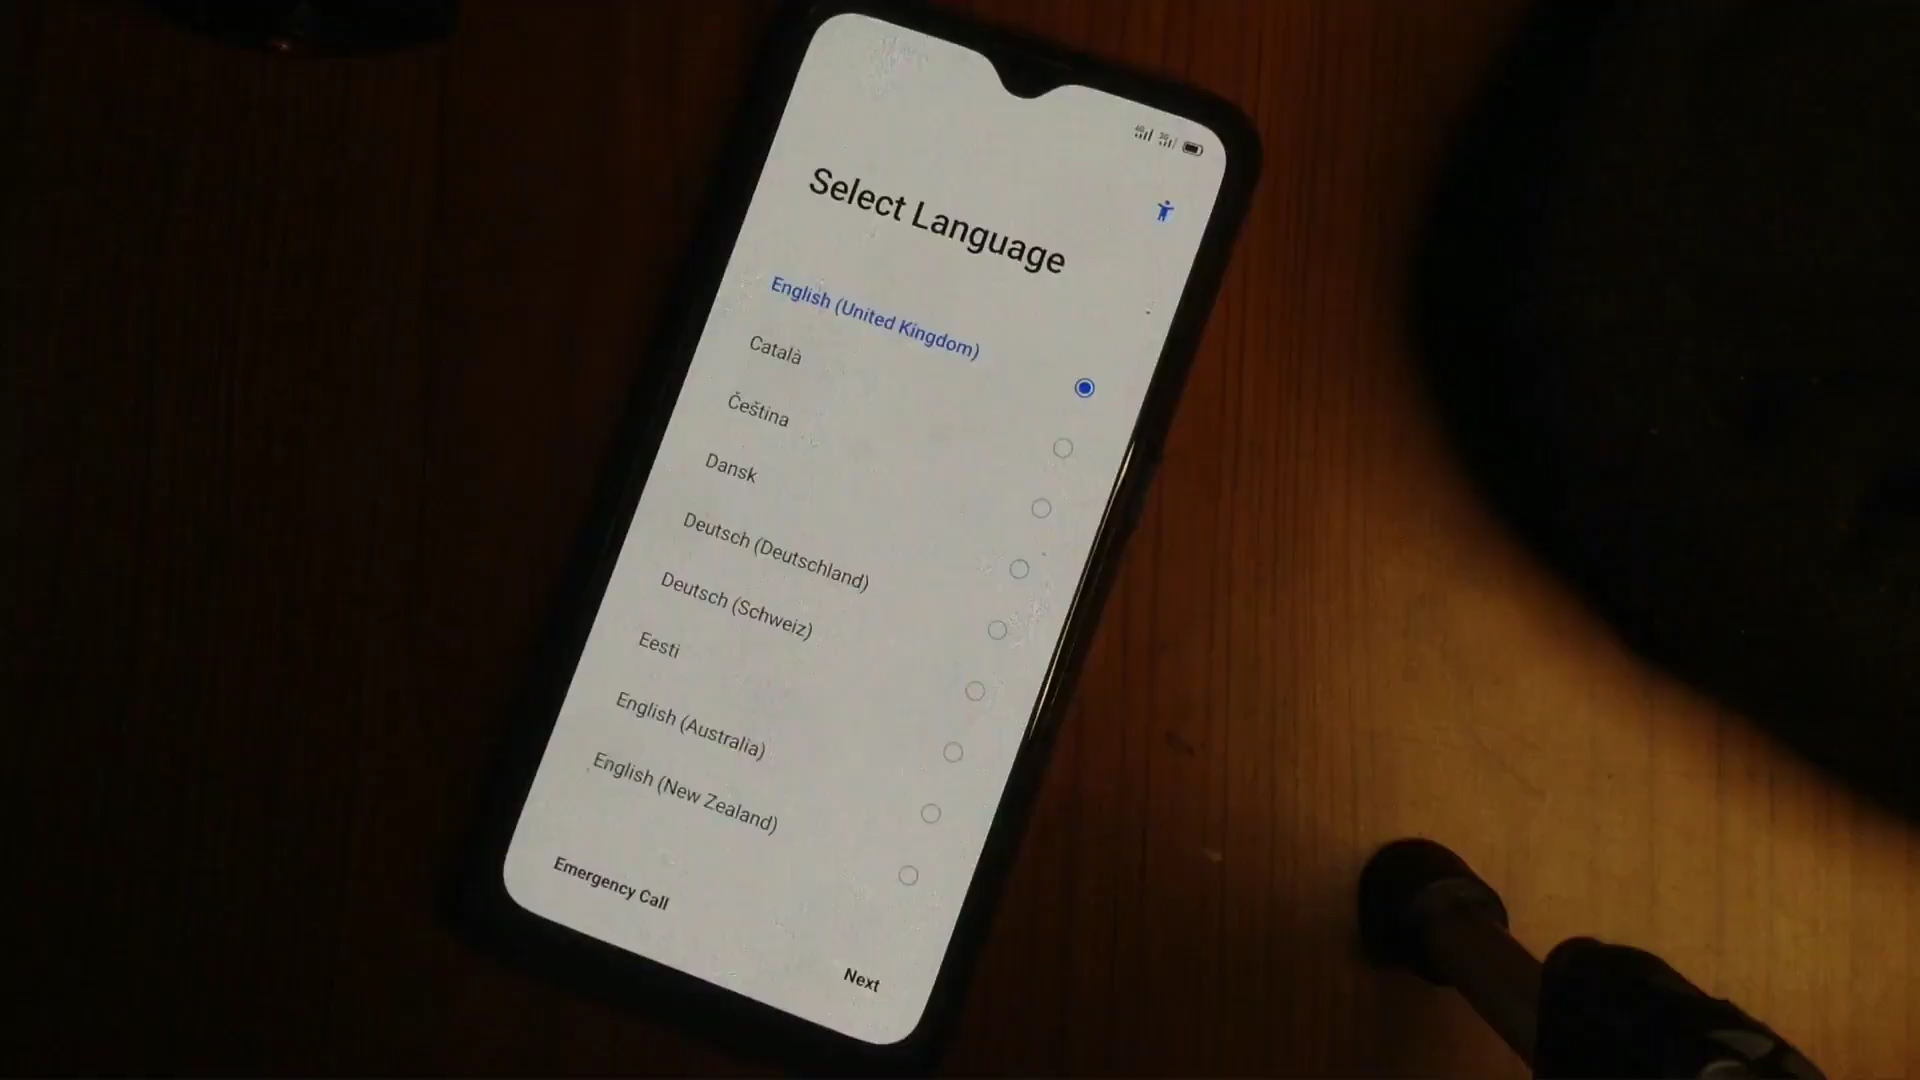 Select Language
English (United Kingdom)
Català
Čeština
Dansk
Deutsch (Deutschland)
Deutsch (Schweiz)
Eesti
English (Australia)
English (New Zealand)
Emergency Call
Next